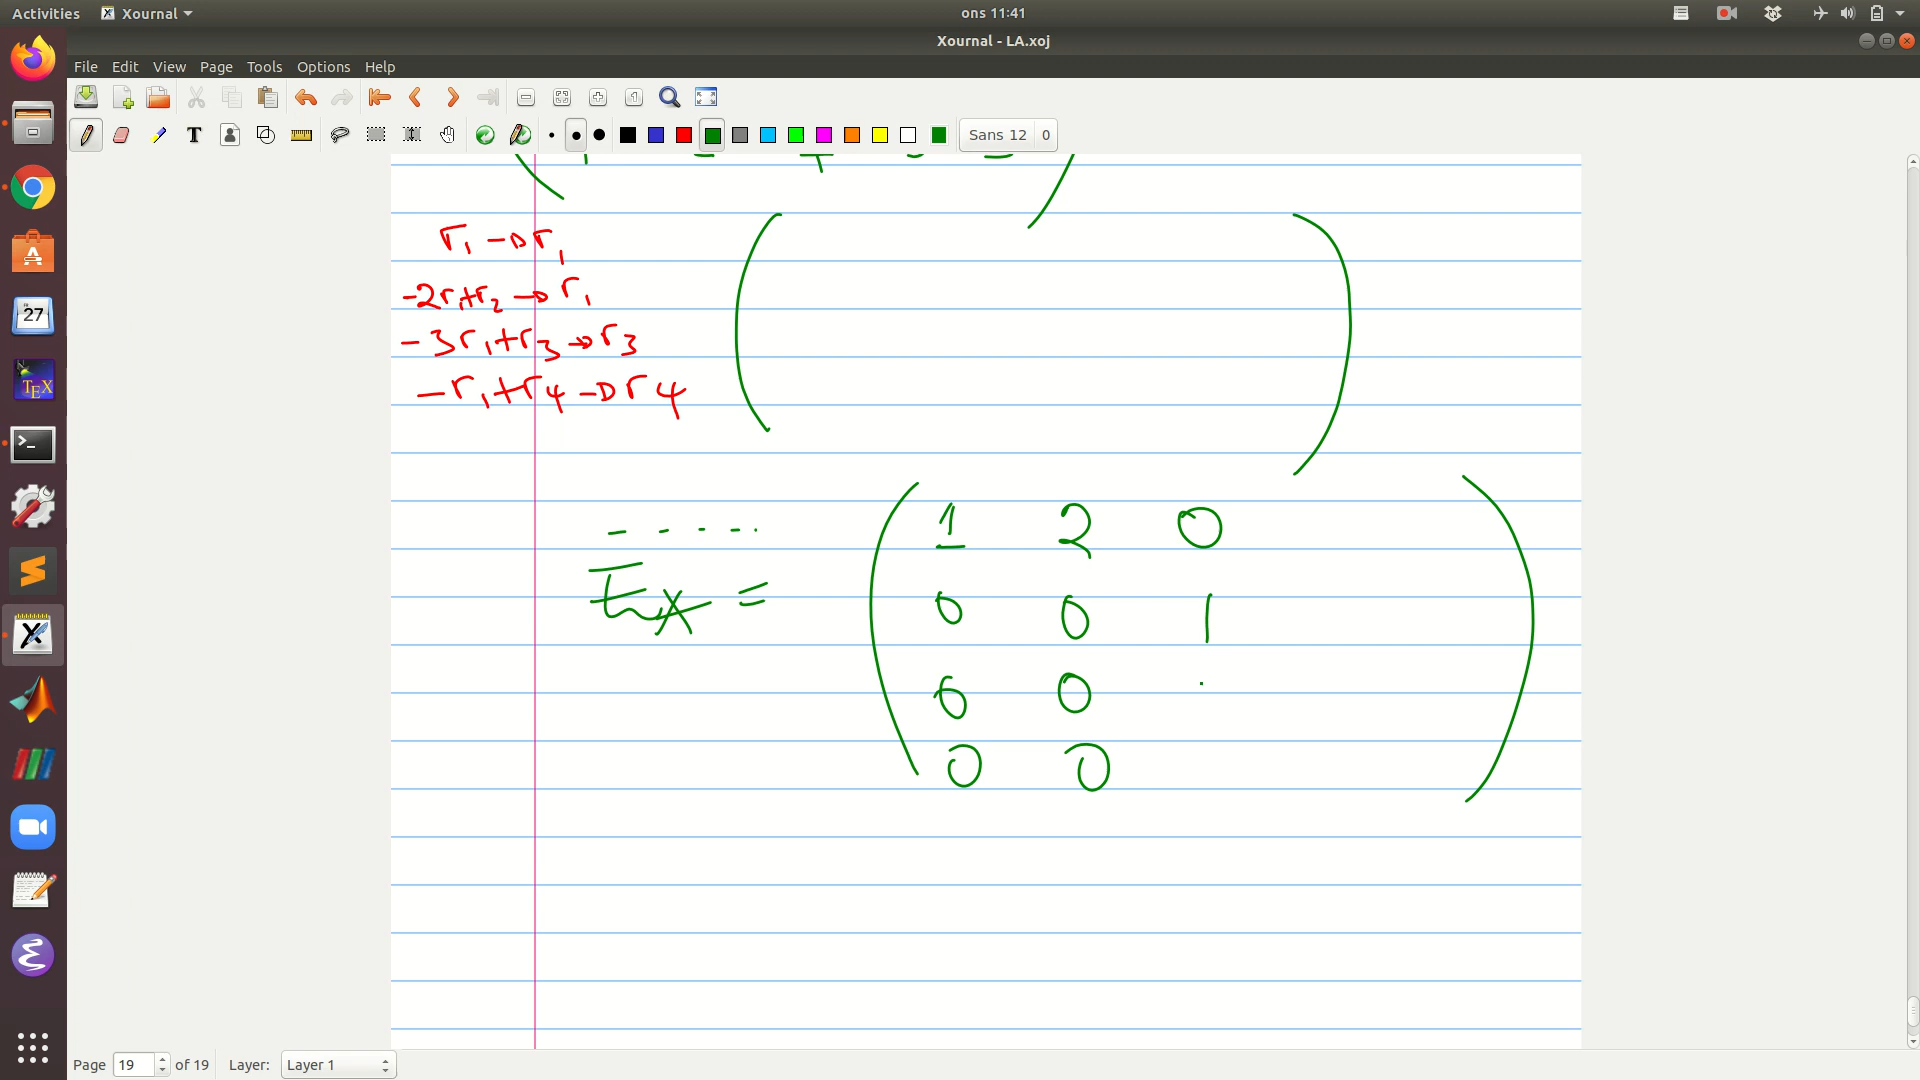 Activities Xournal ons 11:41
Xournal - LA.xoj
File Edit View Page Tools Options Help
Sans 12 0
r₁ → r₁
-2r₁+r₂ → r₁
-3r₁+r₃ → r₃
-r₁+r₄ → r₄
1 2 0
Ex =
0 0 1
0 0
0 0
27
TEX
Page 19 of 19 Layer: Layer 1